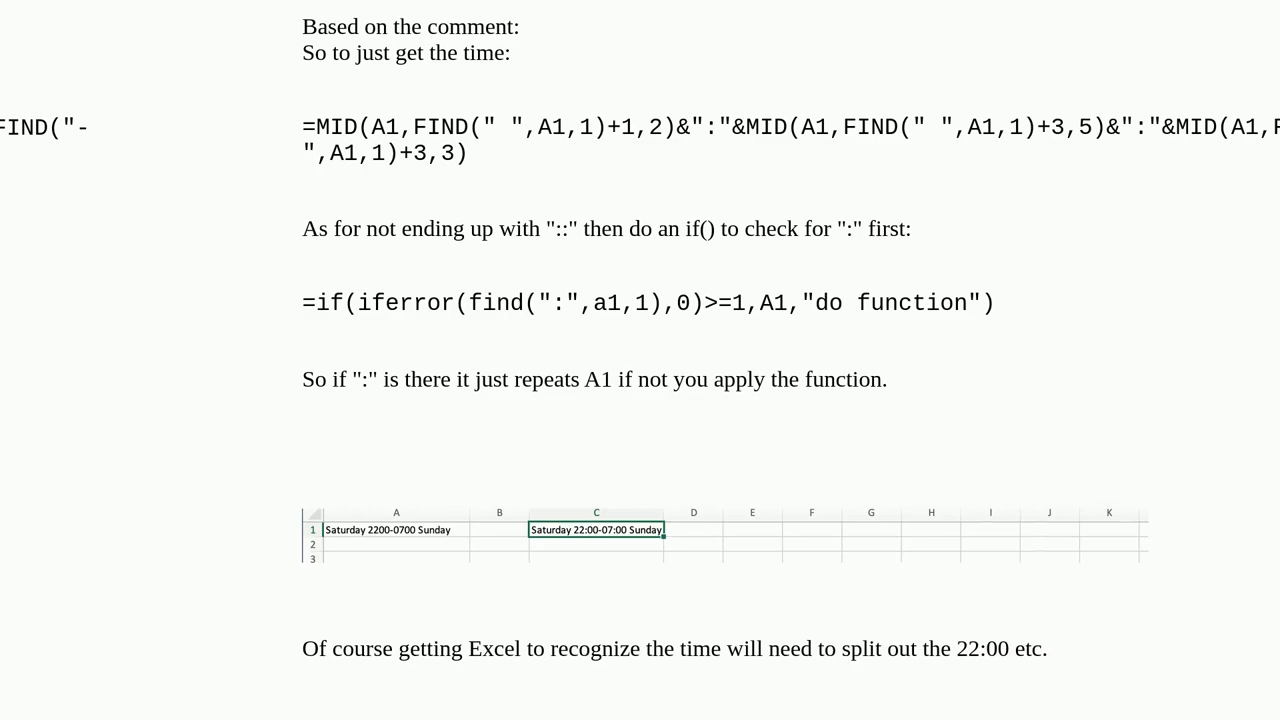 Based on the comment:
So to just get the time:
FIND("-
=MID(A1,FIND(" ",A1,1)+1,2)&":"&MID(A1,FIND(" ",A1,1)+3,5)&":"&MID(A1,F
",A1,1)+3,3)
As for not ending up with "::" then do an if() to check for ":" first:
=if(iferror(find(":",a1,1),0)>=1,A1,"do function")
So if ":" is there it just repeats A1 if not you apply the function.
A B C D E F G H I J K
1 Saturday 2200-0700 Sunday Saturday 22:00-07:00 Sunday
2
3
Of course getting Excel to recognize the time will need to split out the 22:00 etc.